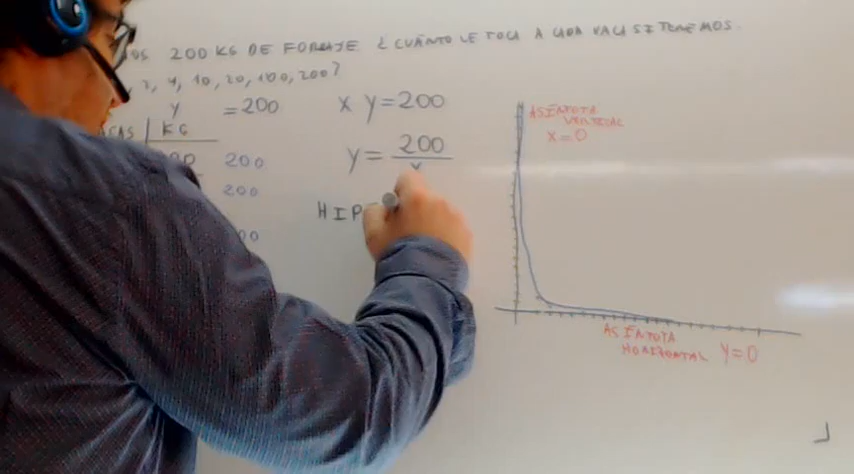 200 KG DE FORRAJE ¿CUÁNTO LE TOCA A CADA VACA SI TENEMOS.
2, 4, 10, 20, 100, 200?
Y = 200
KG
200
200
X Y = 200
Y = 200
HIP
ASÍNTOTA
VERTICAL
X = 0
ASÍNTOTA
HORIZONTAL Y = 0